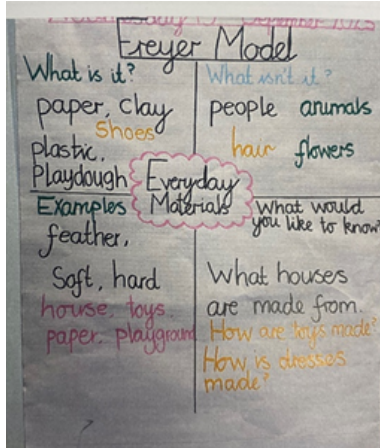 September 2025
Freyer Model
What is it?
paper, clay
Shoes
plastic,
Playdough
What isn't it?
people animals
hair flowers
Everyday
Materials
Examples
feather,
Soft, hard
house, toys,
paper, playground
What would
you like to know?
What houses
are made from.
How are toys made?
How is dresses
made?